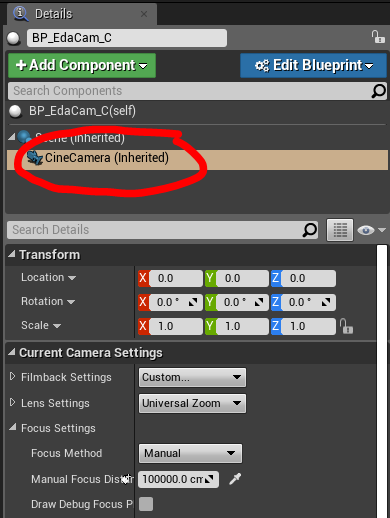 Details
BP_EdaCam_C
+ Add Component
Edit Blueprint
Search Components
BP_EdaCam_C(self)
Scene (Inherited)
CineCamera (Inherited)
Search Details
Transform
Location X 0.0 Y 0.0 Z 0.0
Rotation X 0.0 ° Y 0.0 ° Z 0.0 °
Scale X 1.0 Y 1.0 Z 1.0
Current Camera Settings
Filmback Settings Custom...
Lens Settings Universal Zoom
Focus Settings
Focus Method Manual
Manual Focus 100000.0 cm
Draw Debug Focus P